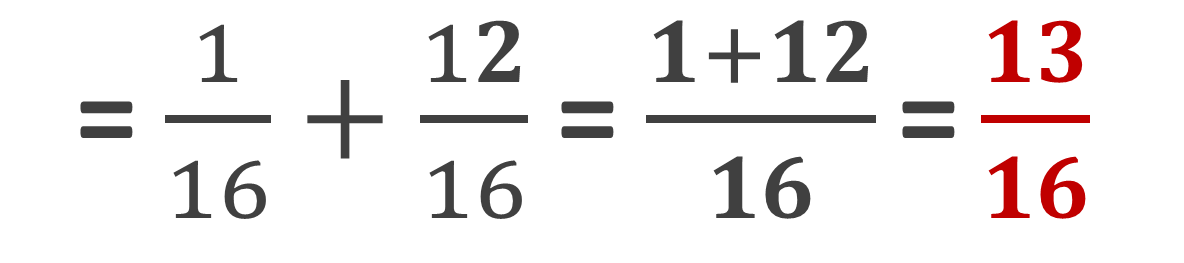 = 1/16 + 12/16 = 1+12/16 = 13/16